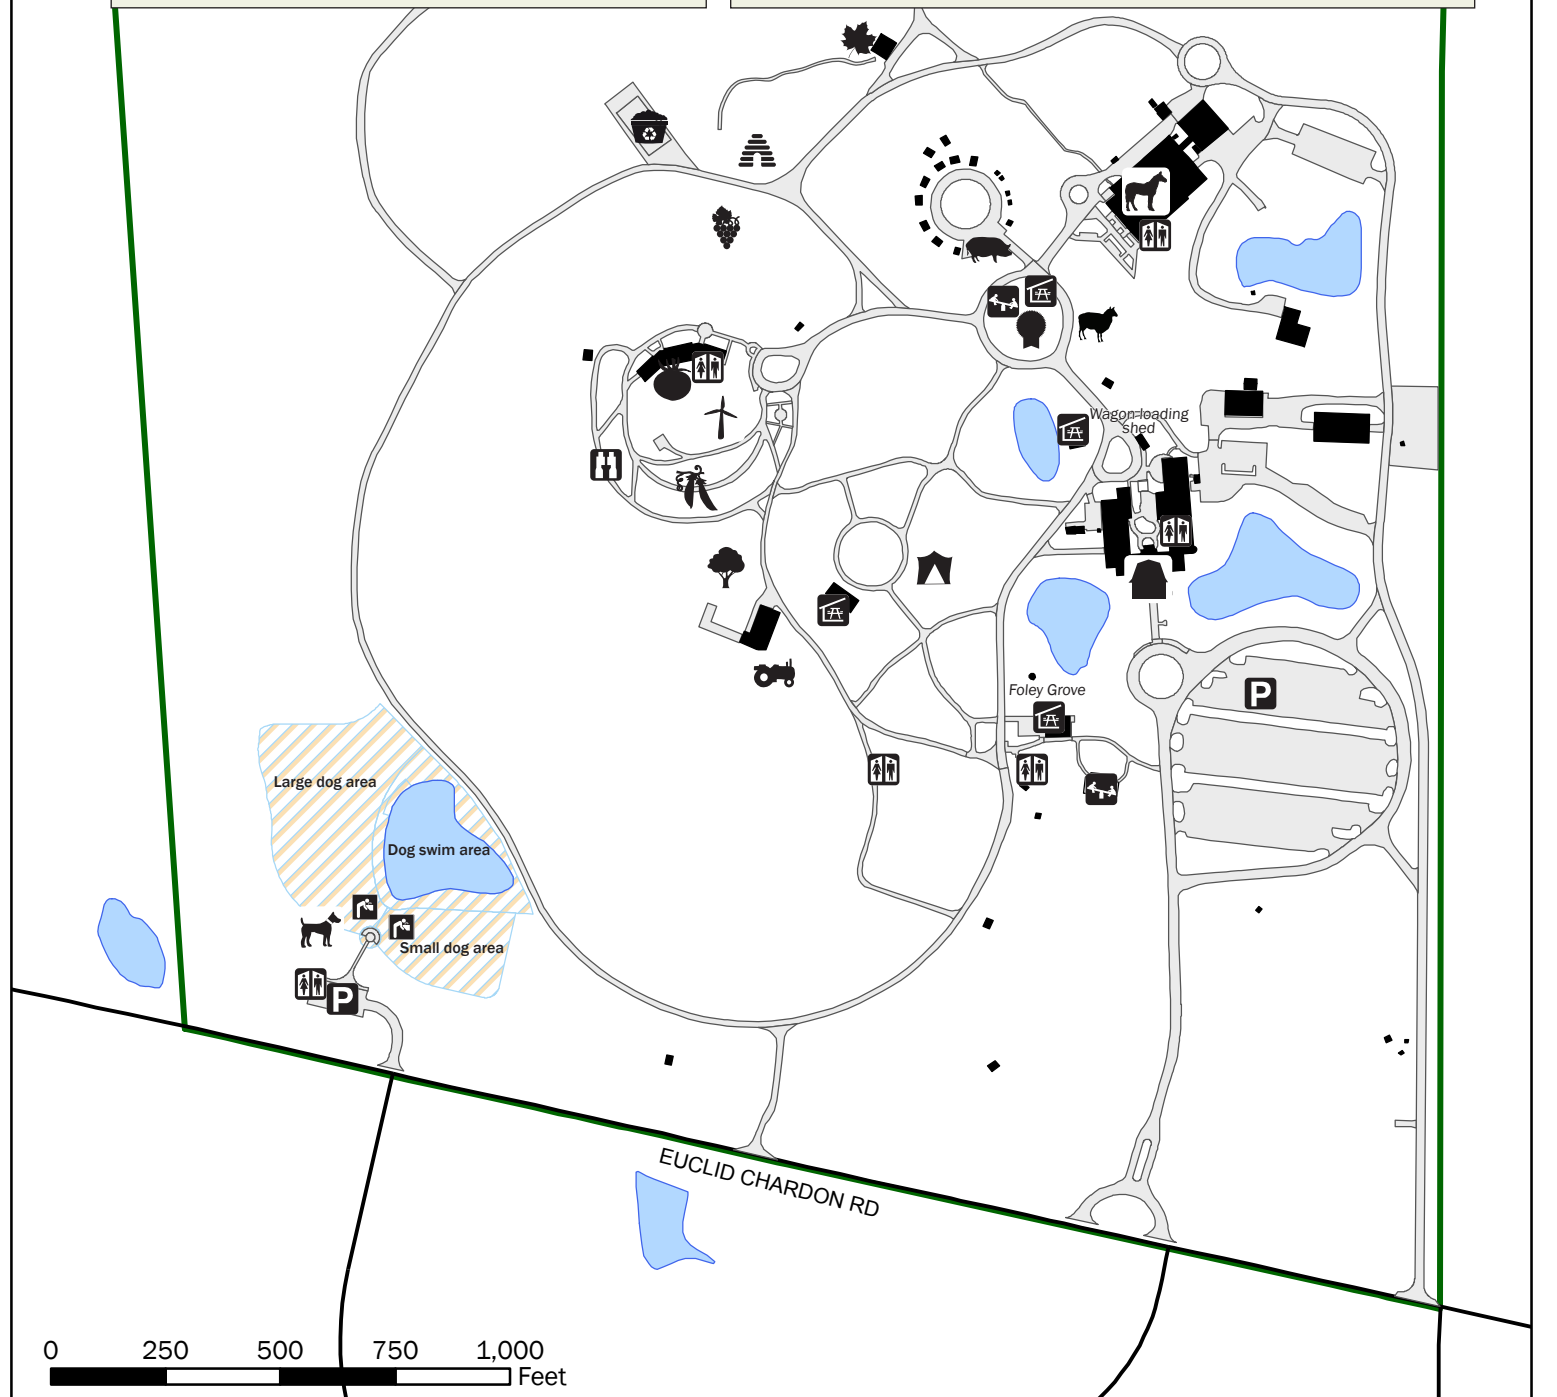 Wagon loading
shed
P
Foley Grove
Large dog area
Dog swim area
Small dog area
P
EUCLID CHARDON RD
0 250 500 750 1,000
Feet